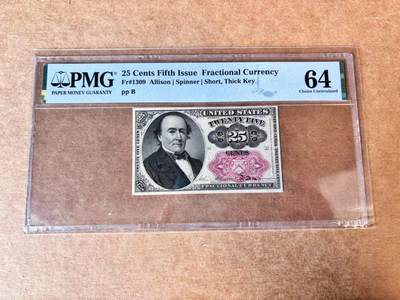 PMG
PAPER MONEY GUARANTY
25 Cents Fifth Issue Fractional Currency
Fr#1309 Allison | Spinner | Short, Thick Key
pp B
64
Choice Uncirculated
UNITED STATES
TWENTY FIVE
25
CENTS
FRACTIONAL CURRENCY